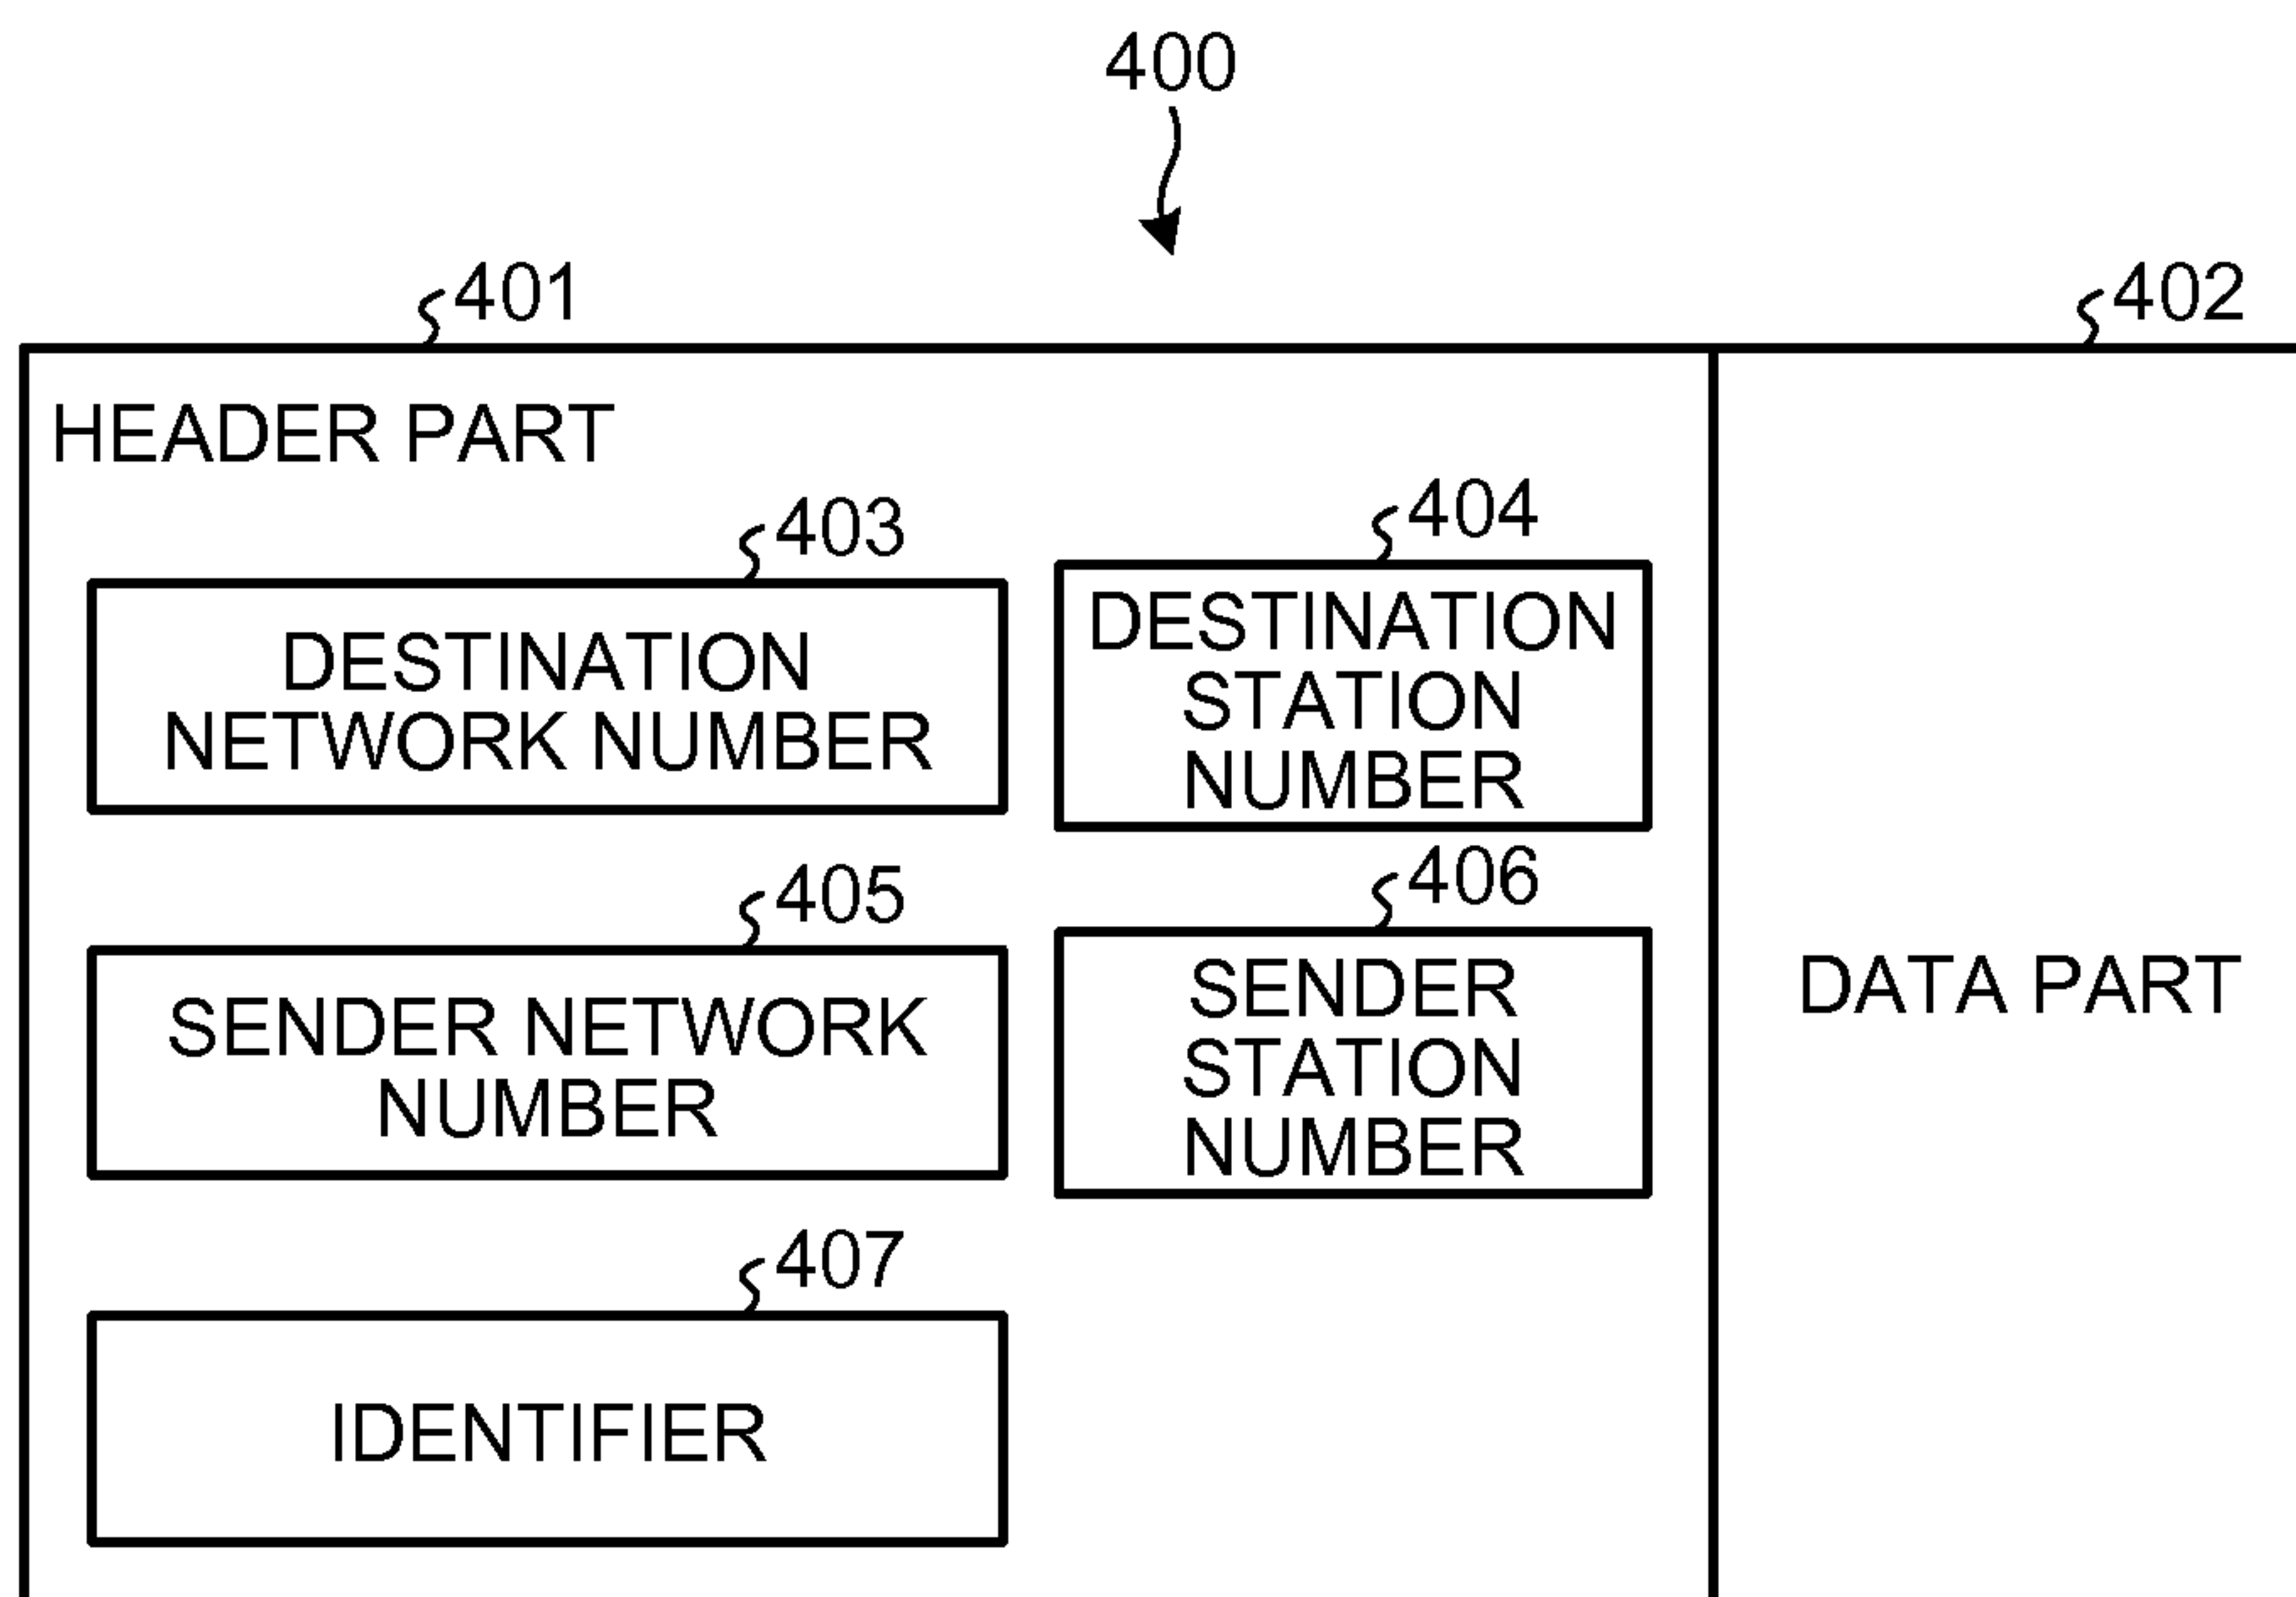 400
401
402
HEADER PART
403
404
DESTINATION
NETWORK NUMBER
DESTINATION
STATION
NUMBER
405
406
SENDER NETWORK
NUMBER
SENDER
STATION
NUMBER
DATA PART
407
IDENTIFIER